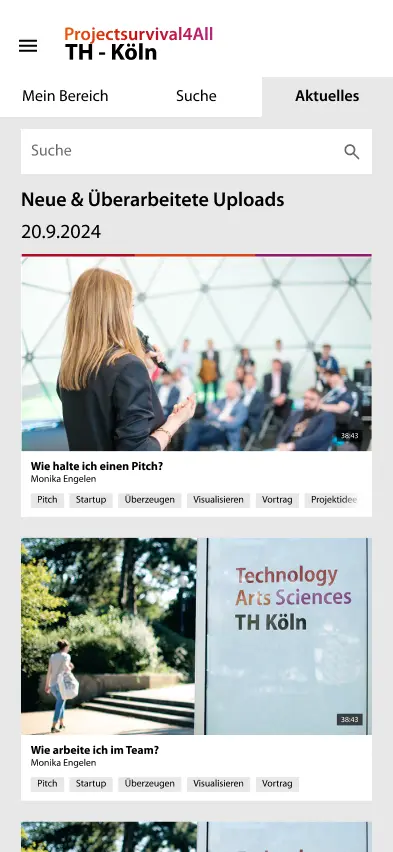 Projectsurvival4All
TH - Köln
Mein Bereich Suche Aktuelles
Suche
Neue & Überarbeitete Uploads
20.9.2024
38:43
Wie halte ich einen Pitch?
Monika Engelen
Pitch Startup Überzeugen Visualisieren Vortrag Projektidee
Technology
Arts Sciences
TH Köln
38:43
Wie arbeite ich im Team?
Monika Engelen
Pitch Startup Überzeugen Visualisieren Vortrag